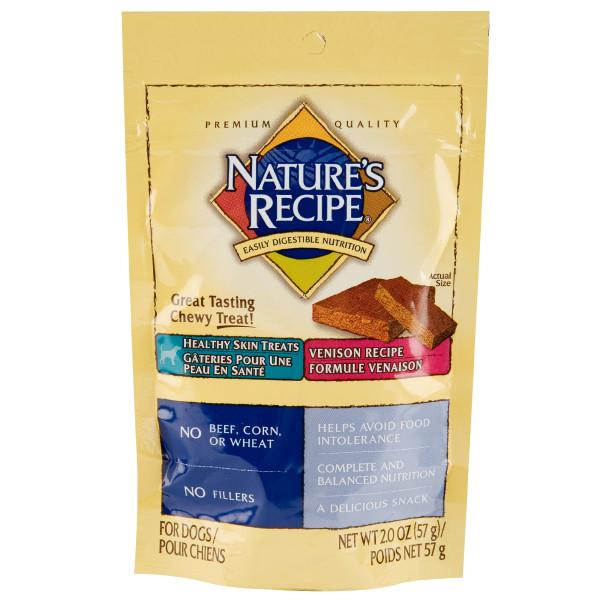 PREMIUM QUALITY
NATURE'S
RECIPE®
EASILY DIGESTIBLE NUTRITION
Actual
Size
Great Tasting
Chewy Treat!
HEALTHY SKIN TREATS
GÂTERIES POUR UNE
PEAU EN SANTÉ
VENISON RECIPE
FORMULE VENAISON
NO BEEF, CORN,
OR WHEAT
NO FILLERS
HELPS AVOID FOOD
INTOLERANCE
COMPLETE AND
BALANCED NUTRITION
A DELICIOUS SNACK
FOR DOGS/
POUR CHIENS
NET WT 2.0 OZ (57 g)/
POIDS NET 57 g